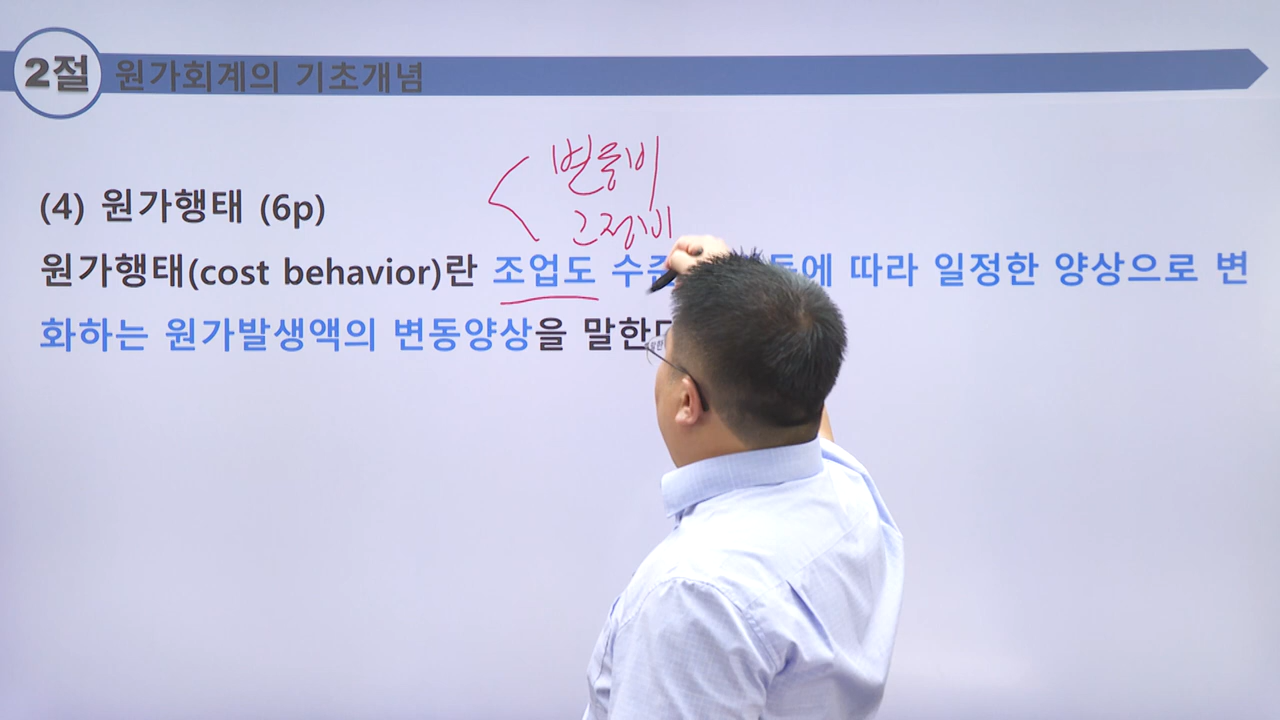 2절 원가회계의 기초개념
변동비
고정비
(4) 원가행태 (6p)
원가행태(cost behavior)란 조업도 수준 에 따라 일정한 양상으로 변
화하는 원가발생액의 변동양상을 말한